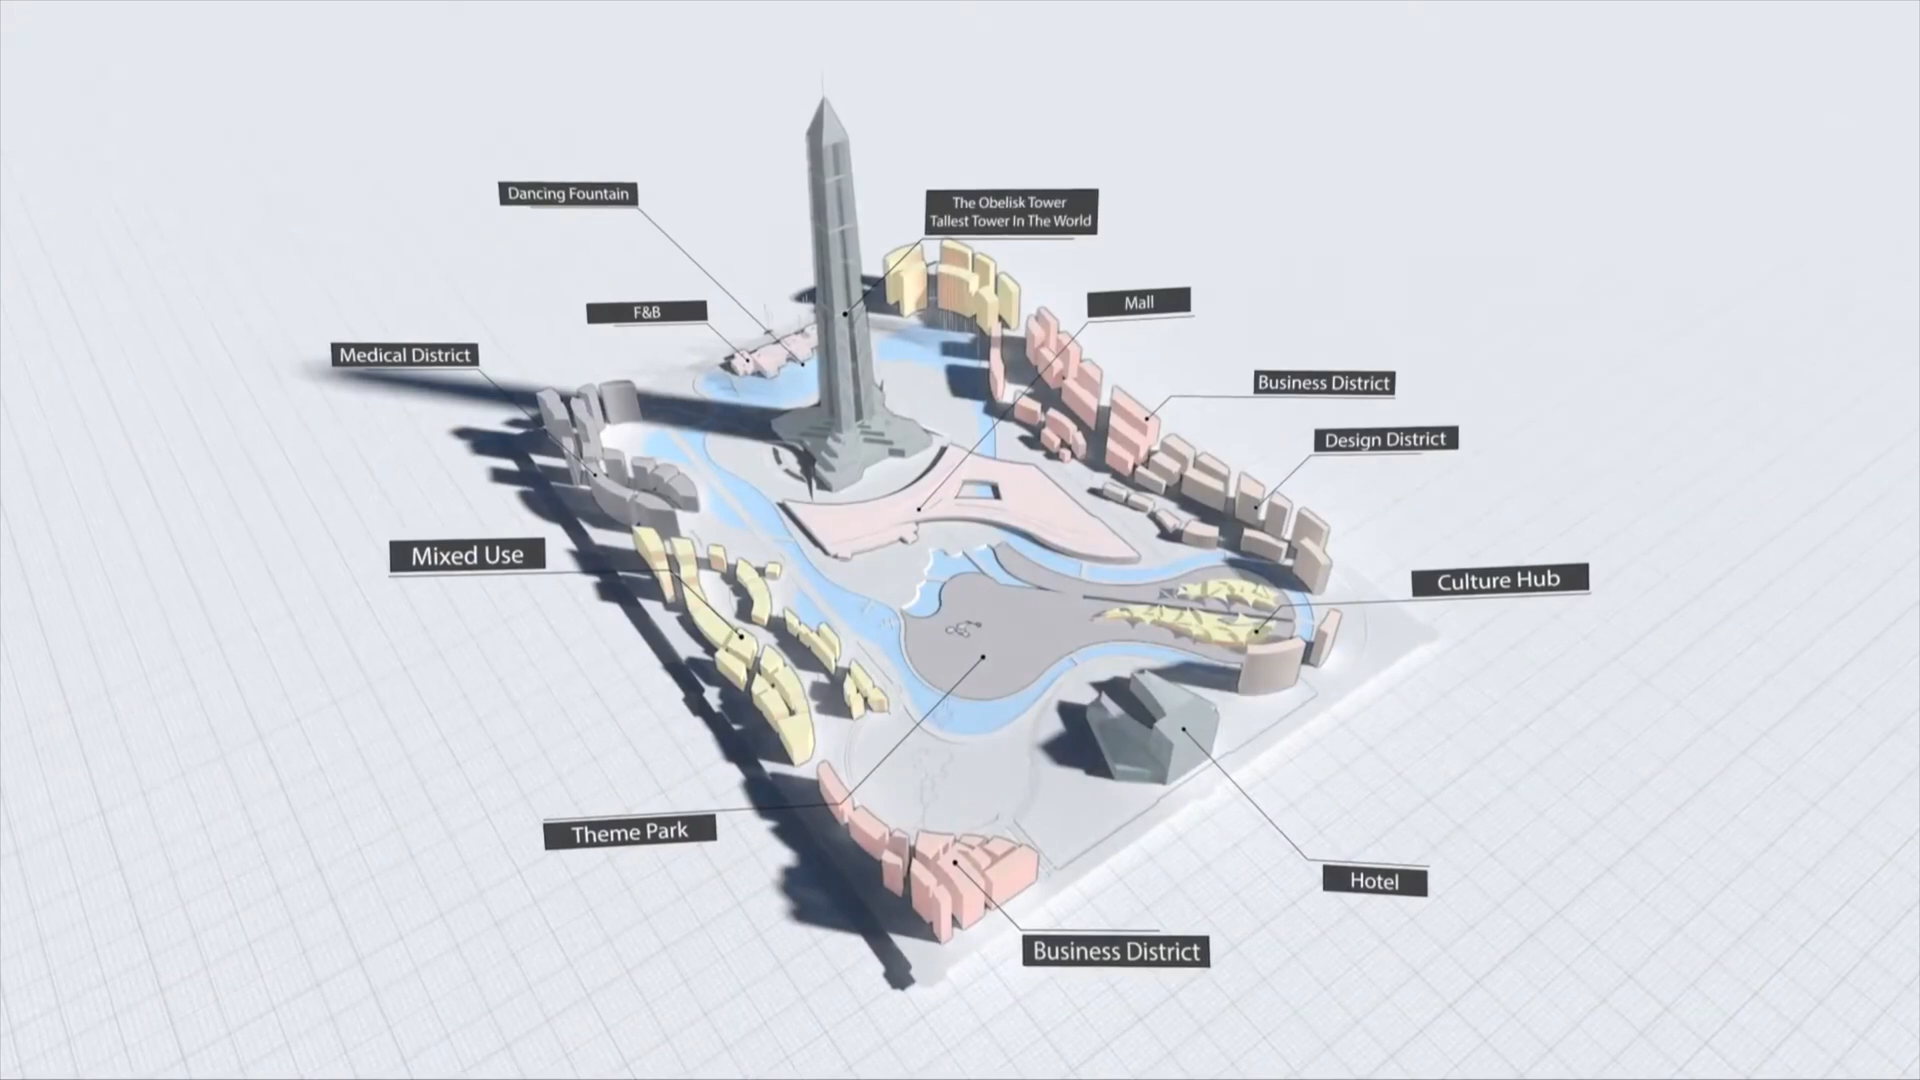 Dancing Fountain
The Obelisk Tower
Tallest Tower In The World
F&B
Mall
Medical District
Business District
Design District
Mixed Use
Culture Hub
Theme Park
Hotel
Business District